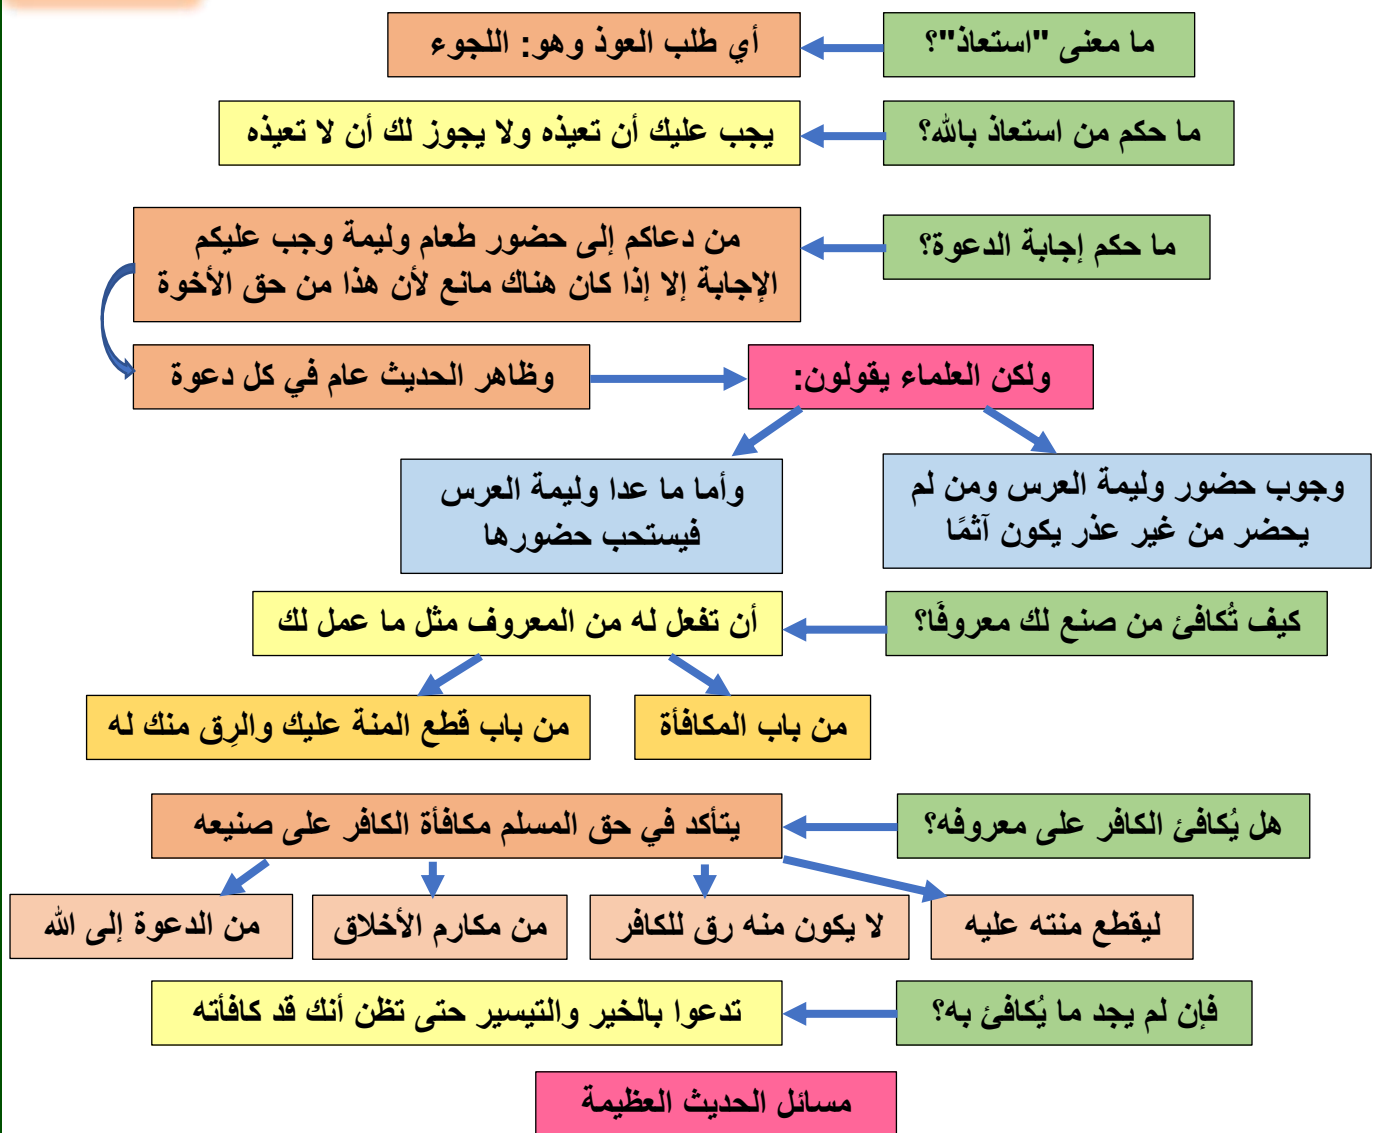 ما معنى "استعاذ"؟
أي طلب العوذ وهو: اللجوء
ما حكم من استعاذ بالله؟
يجب عليك أن تعيذه ولا يجوز لك أن لا تعيذه
ما حكم إجابة الدعوة؟
من دعاكم إلى حضور طعام وليمة وجب عليكم
الإجابة إلا إذا كان هناك مانع لأن هذا من حق الأخوة
وظاهر الحديث عام في كل دعوة
ولكن العلماء يقولون:
وجوب حضور وليمة العرس ومن لم
يحضر من غير عذر يكون آثمًا
وأما ما عدا وليمة العرس
فيستحب حضورها
كيف تُكافئ من صنع لك معروفًا؟
أن تفعل له من المعروف مثل ما عمل لك
من باب المكافأة
من باب قطع المنة عليك والرِق منك له
هل يُكافئ الكافر على معروفه؟
يتأكد في حق المسلم مكافأة الكافر على صنيعه
ليقطع منته عليه
لا يكون منه رق للكافر
من مكارم الأخلاق
من الدعوة إلى الله
فإن لم يجد ما يُكافئ به؟
تدعوا بالخير والتيسير حتى تظن أنك قد كافأته
مسائل الحديث العظيمة